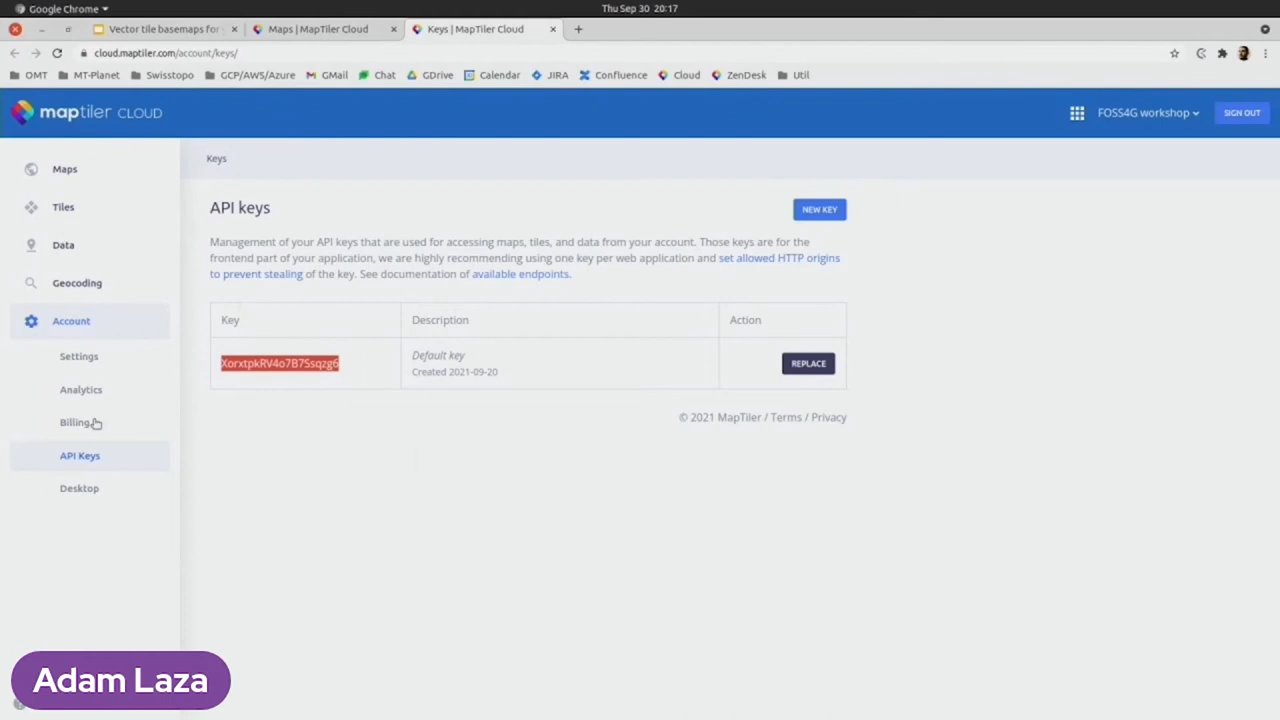 Google Chrome
Thu Sep 30 20:17
Vector tile basemaps for
Maps | MapTiler Cloud
Keys | MapTiler Cloud
cloud.maptiler.com/account/keys/
OMT
MT-Planet
Swisstopo
GCP/AWS/Azure
GMail
Chat
GDrive
Calendar
JIRA
Confluence
Cloud
ZenDesk
Util
maptiler CLOUD
FOSS4G workshop
SIGN OUT
Maps
Tiles
Data
Geocoding
Account
Settings
Analytics
Billing
API Keys
Desktop
Keys
API keys
NEW KEY
Management of your API keys that are used for accessing maps, tiles, and data from your account. Those keys are for the
frontend part of your application, we are highly recommending using one key per web application and set allowed HTTP origins
to prevent stealing of the key. See documentation of available endpoints.
Key
Description
Action
XorxtpkRV4o7B7Ssqzg6
Default key
Created 2021-09-20
REPLACE
© 2021 MapTiler / Terms / Privacy
Adam Laza